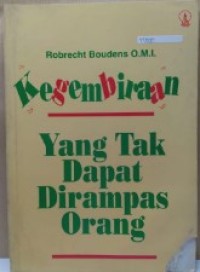 Robrecht Boudens O.M.I.
Kegembiraan
Yang Tak
Dapat
Dirampas
Orang